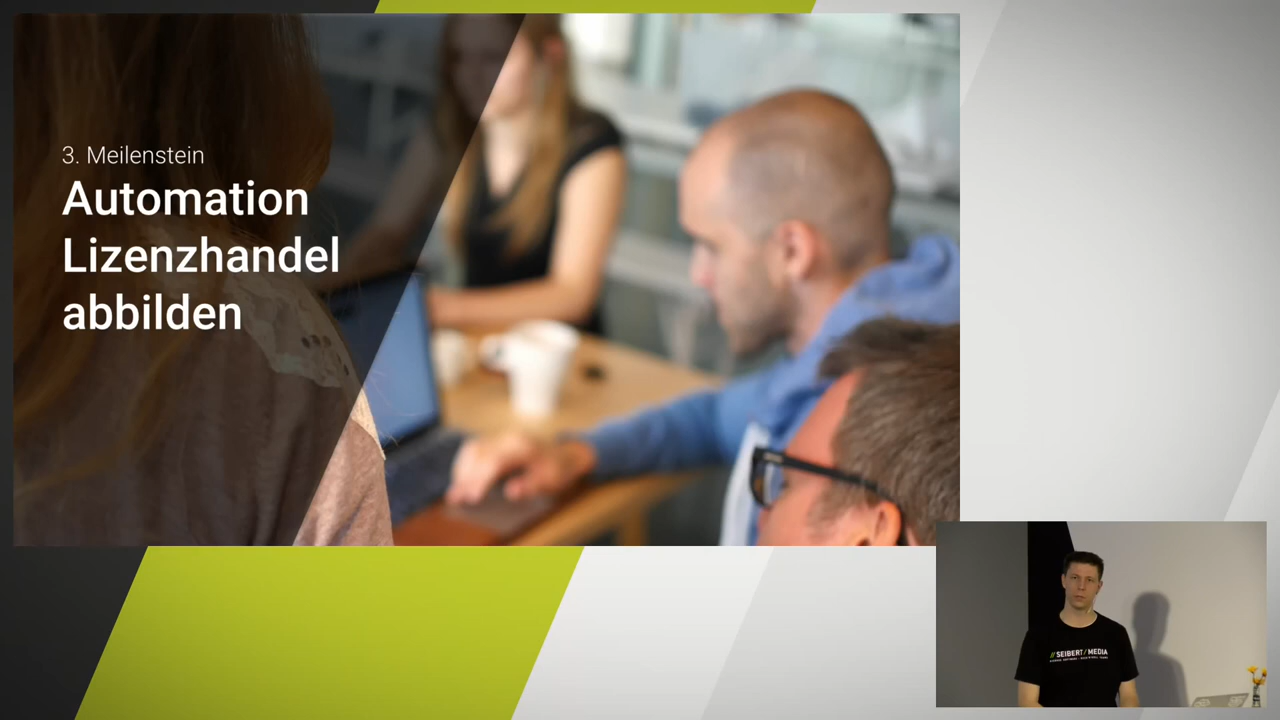 3. Meilenstein
Automation
Lizenzhandel
abbilden
//SEIBERT/MEDIA